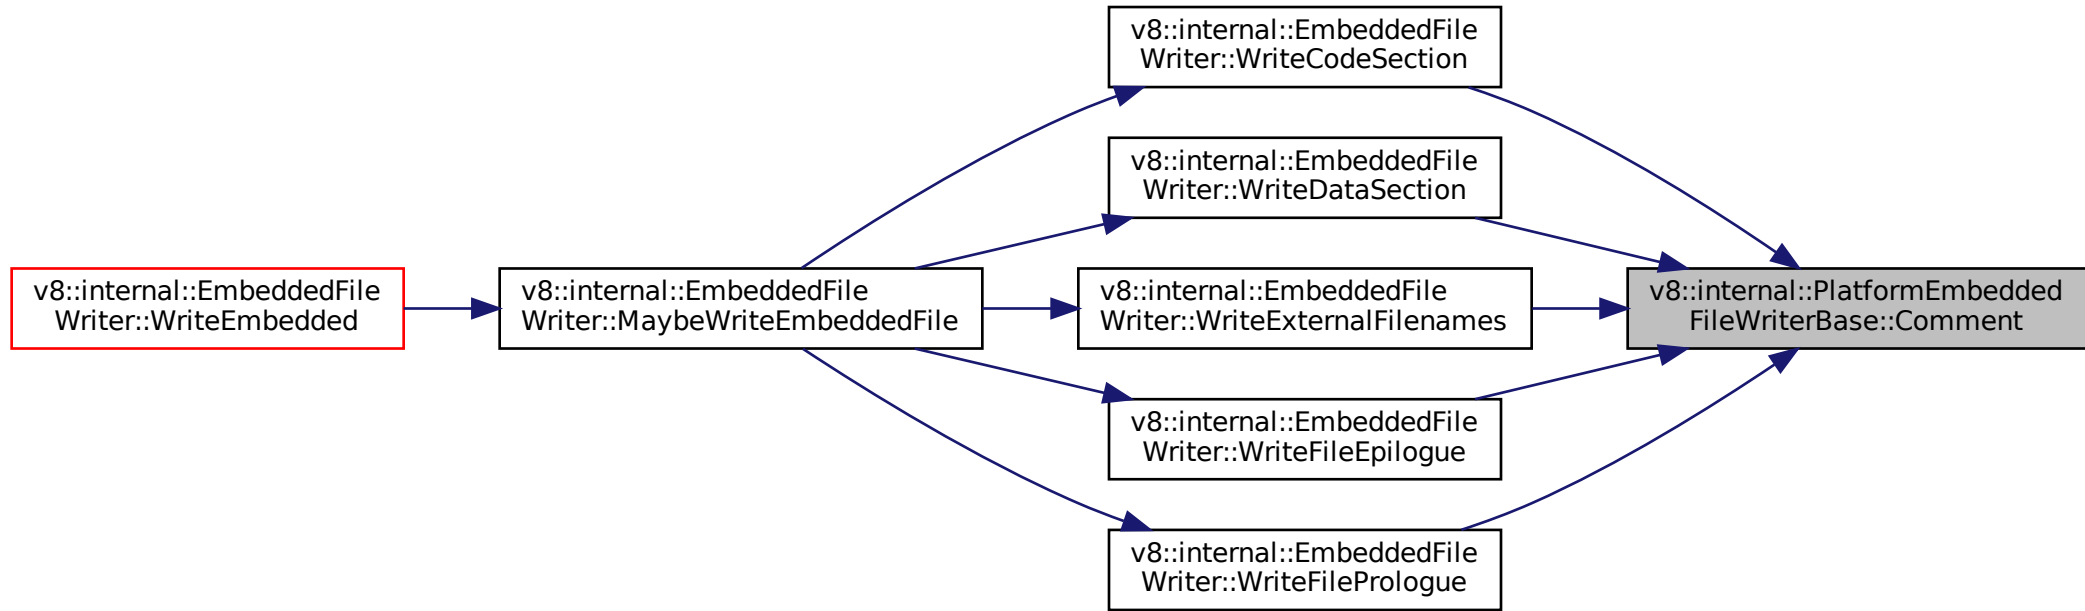 v8::internal::EmbeddedFile
Writer::WriteEmbedded
v8::internal::EmbeddedFile
Writer::MaybeWriteEmbeddedFile
v8::internal::EmbeddedFile
Writer::WriteCodeSection
v8::internal::EmbeddedFile
Writer::WriteDataSection
v8::internal::EmbeddedFile
Writer::WriteExternalFilenames
v8::internal::EmbeddedFile
Writer::WriteFileEpilogue
v8::internal::EmbeddedFile
Writer::WriteFilePrologue
v8::internal::PlatformEmbedded
FileWriterBase::Comment